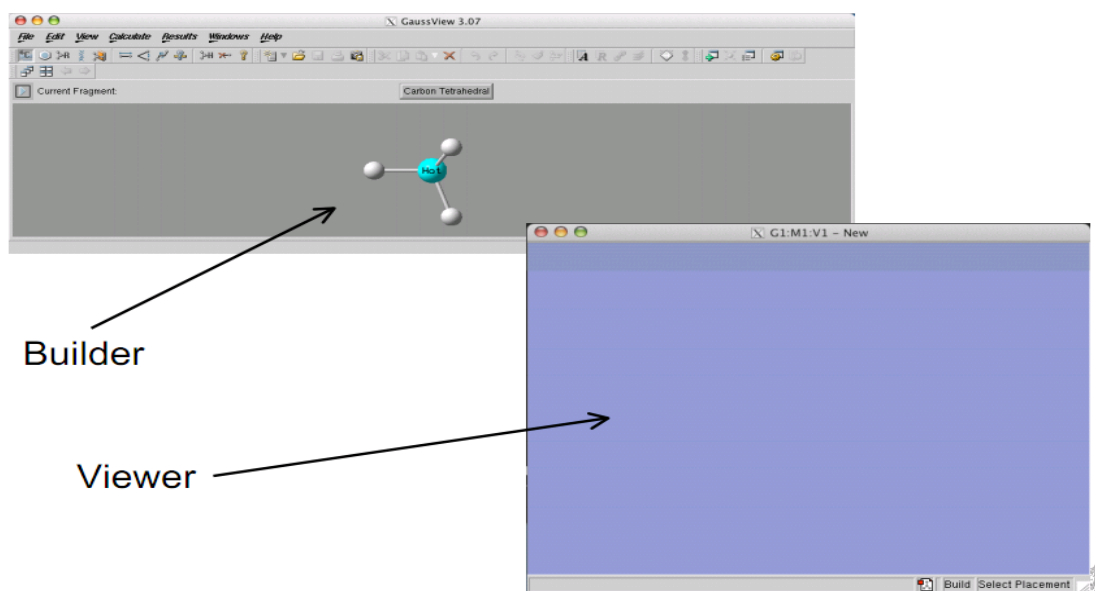 GaussView 3.07
File Edit View Calculate Results Windows Help
Current Fragment: Carbon Tetrahedral
Hot
G1:M1:V1 - New
Builder
Viewer
Build Select Placement